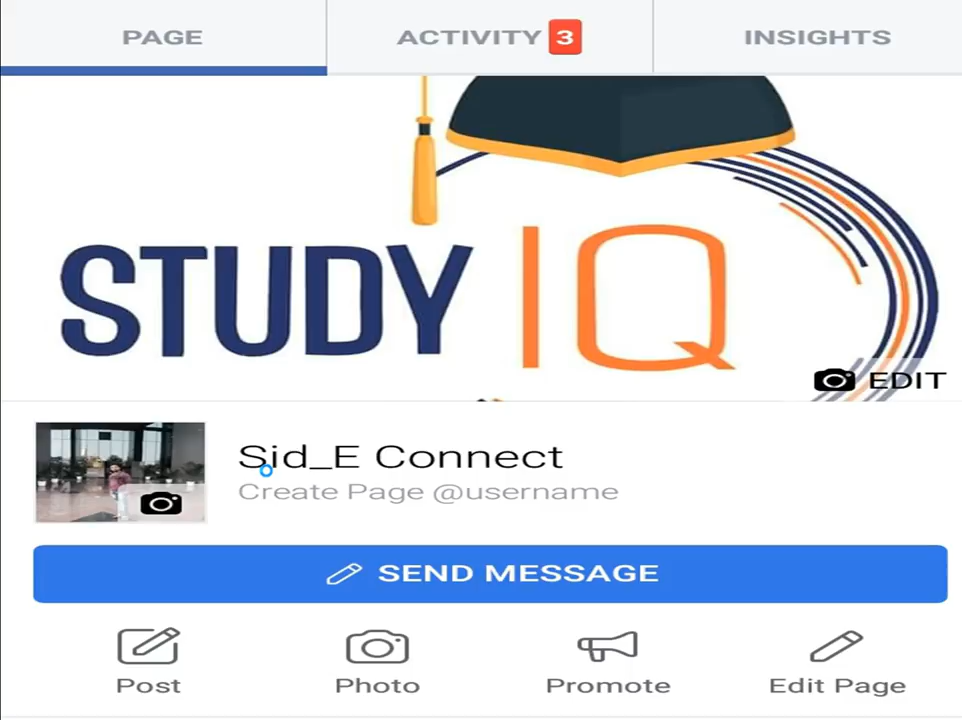 PAGE
ACTIVITY 3
INSIGHTS
STUDY IQ
EDIT
Sid_E Connect
Create Page @username
SEND MESSAGE
Post
Photo
Promote
Edit Page